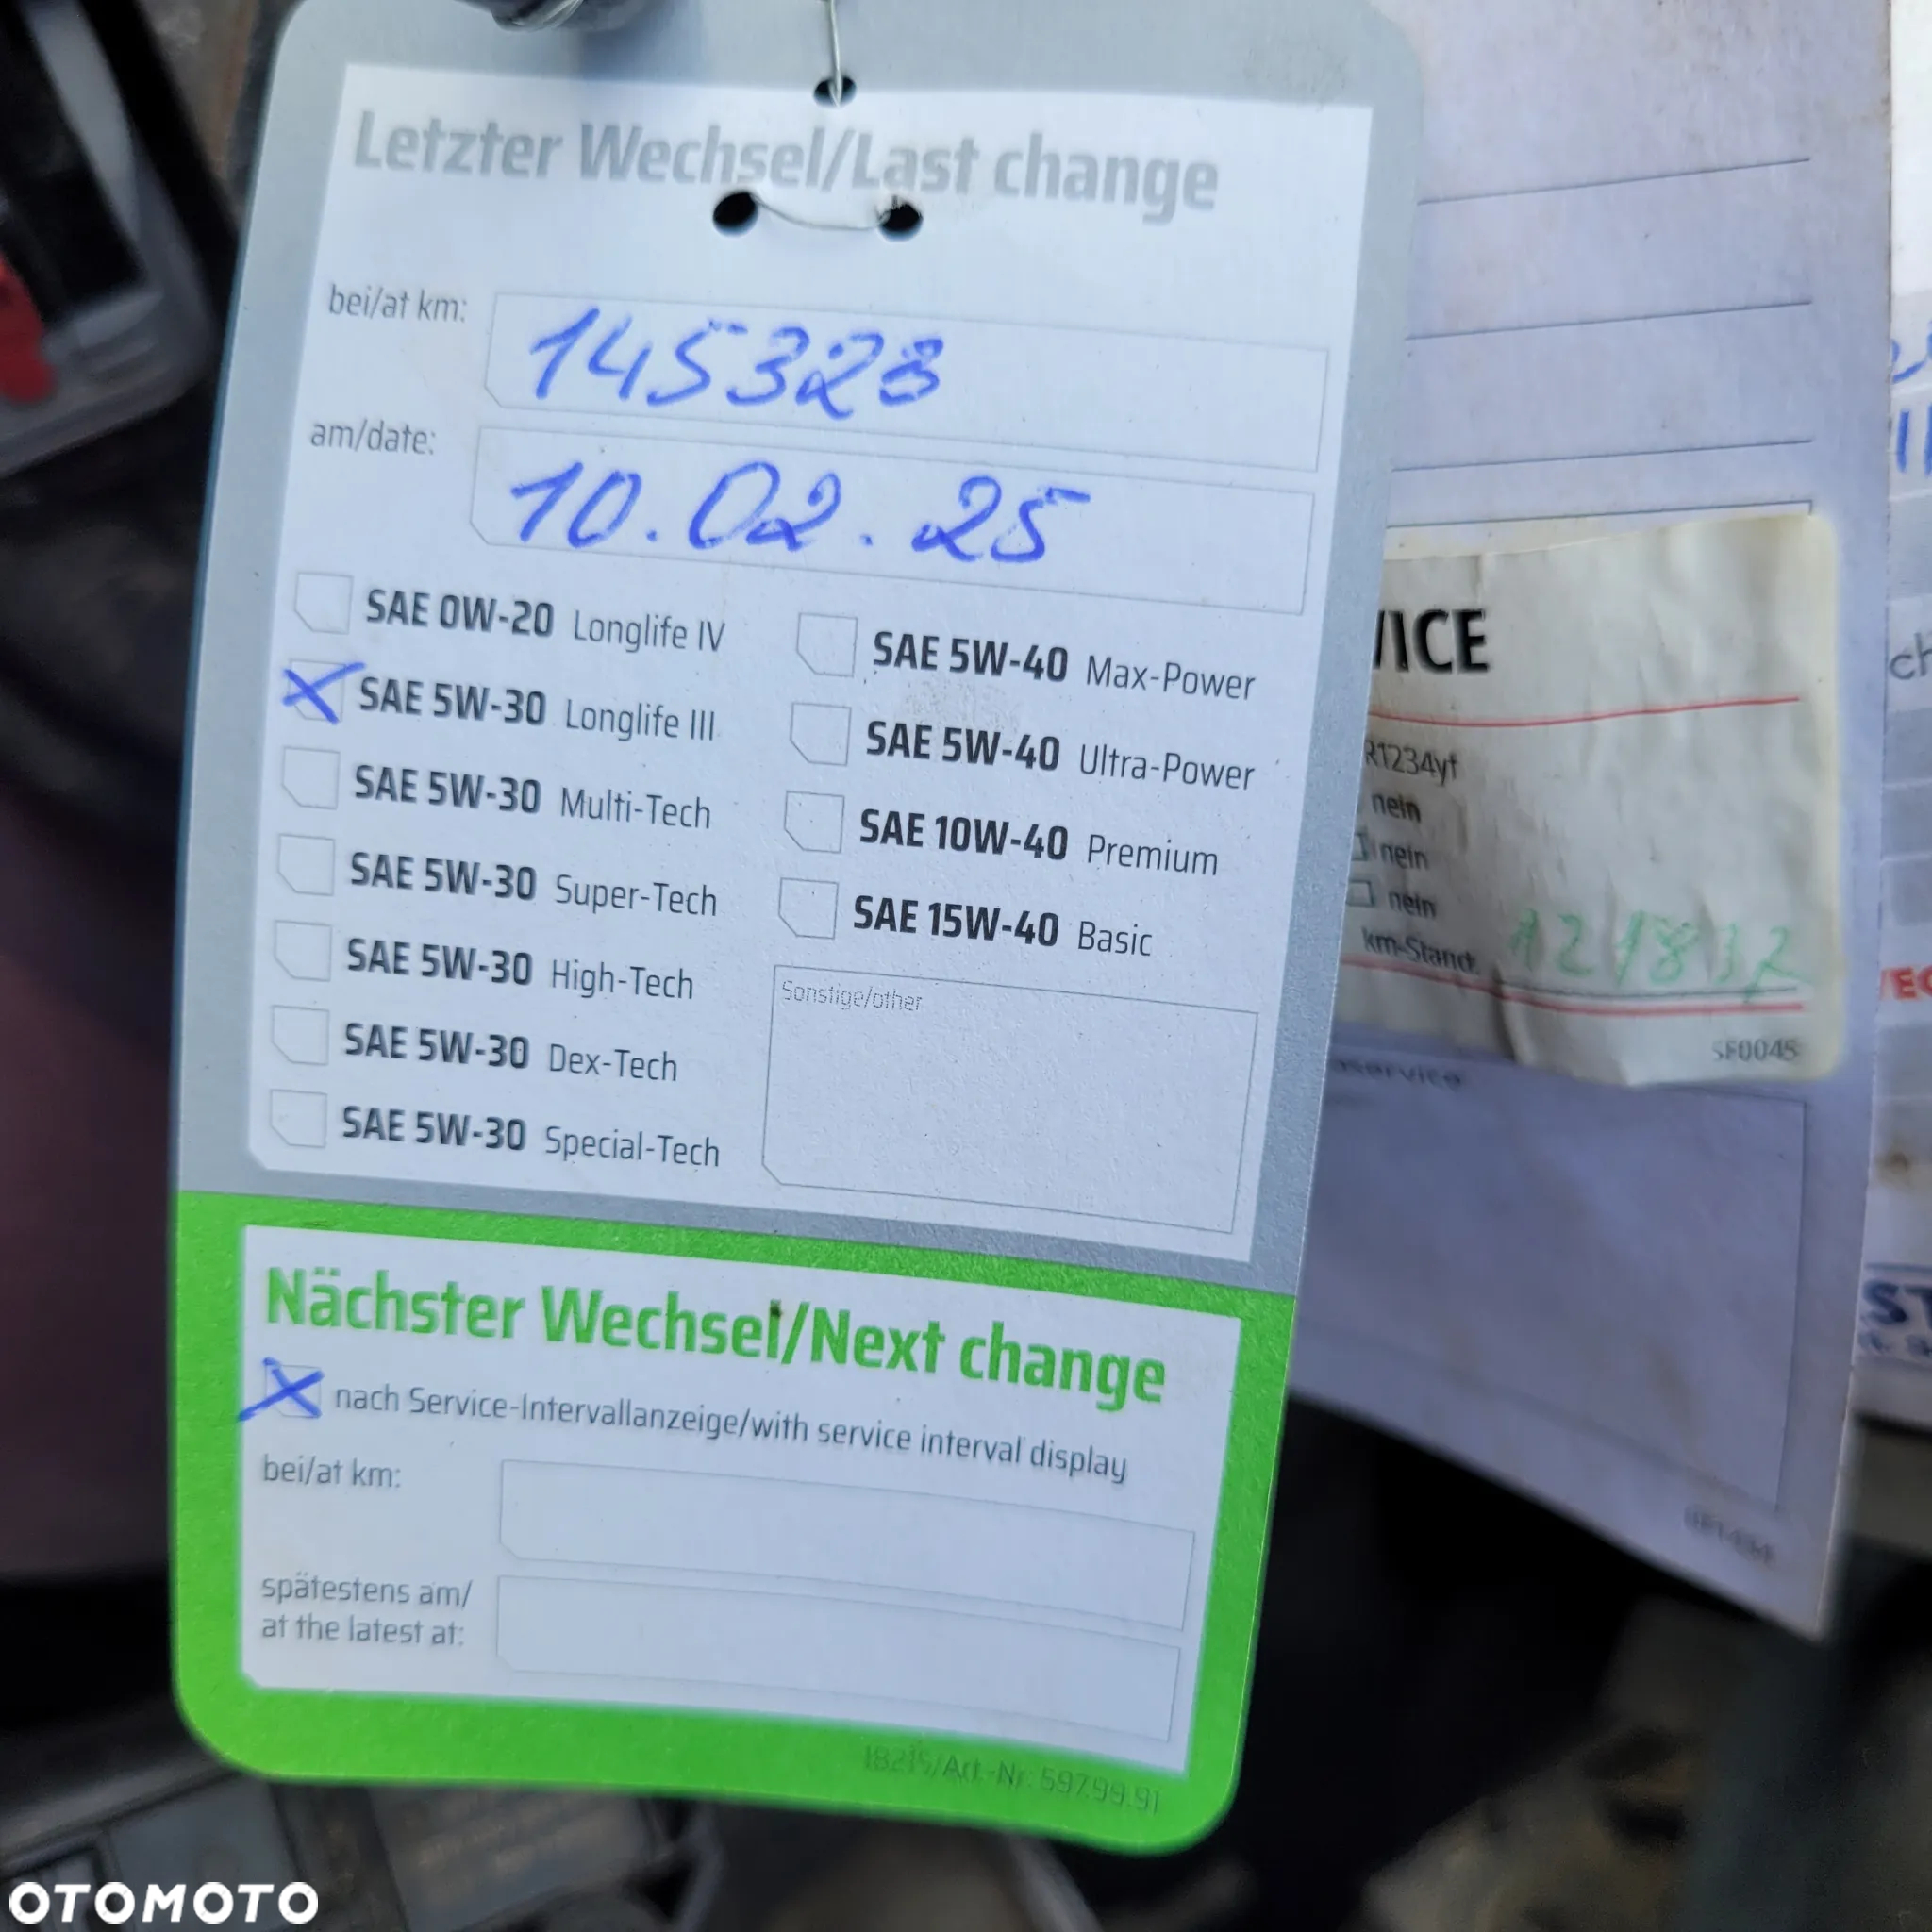 Letzter Wechsel/Last change
bei/at km: 145328
am/date: 10.02.25
SAE 0W-20 Longlife IV
SAE 5W-30 Longlife III
SAE 5W-30 Multi-Tech
SAE 5W-30 Super-Tech
SAE 5W-30 High-Tech
SAE 5W-30 Dex-Tech
SAE 5W-30 Special-Tech
SAE 5W-40 Max-Power
SAE 5W-40 Ultra-Power
SAE 10W-40 Premium
SAE 15W-40 Basic
Sonstige/other
Nächster Wechsel/Next change
nach Service-Intervallanzeige/with service interval display
bei/at km:
spätestens am/
at the latest at:
18215/Art.-Nr. 597.99.91
VICE
R1234yf
nein
nein
nein
km-Stand: 121837
SF0045
OTOMOTO